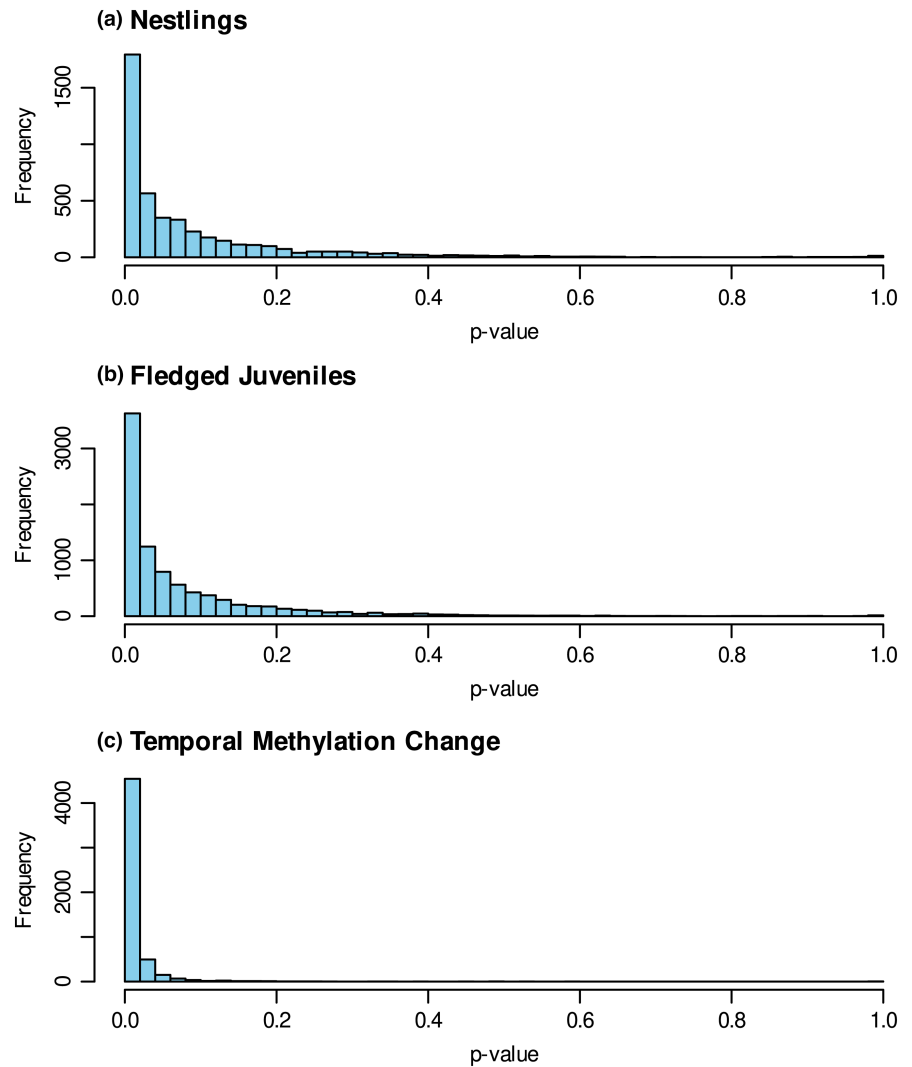 (a) Nestlings
Frequency
0
500
1500
0.0 0.2 0.4 0.6 0.8 1.0
p-value
(b) Fledged Juveniles
Frequency
0
1000
3000
0.0 0.2 0.4 0.6 0.8 1.0
p-value
(c) Temporal Methylation Change
Frequency
0
2000
4000
0.0 0.2 0.4 0.6 0.8 1.0
p-value